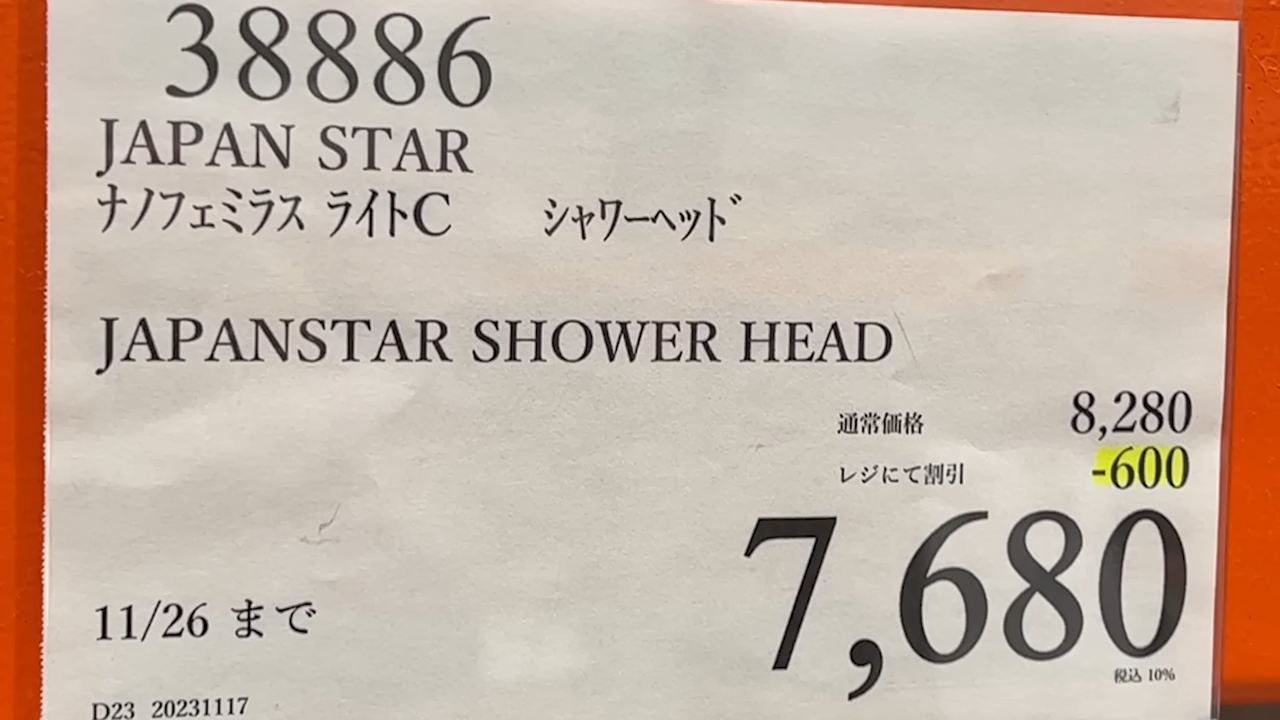 38886
JAPAN STAR
ナノフェミラス ライトC シャワーヘッド
JAPANSTAR SHOWER HEAD
通常価格 8,280
レジにて割引 -600
7,680
税込 10%
11/26 まで
D23 20231117